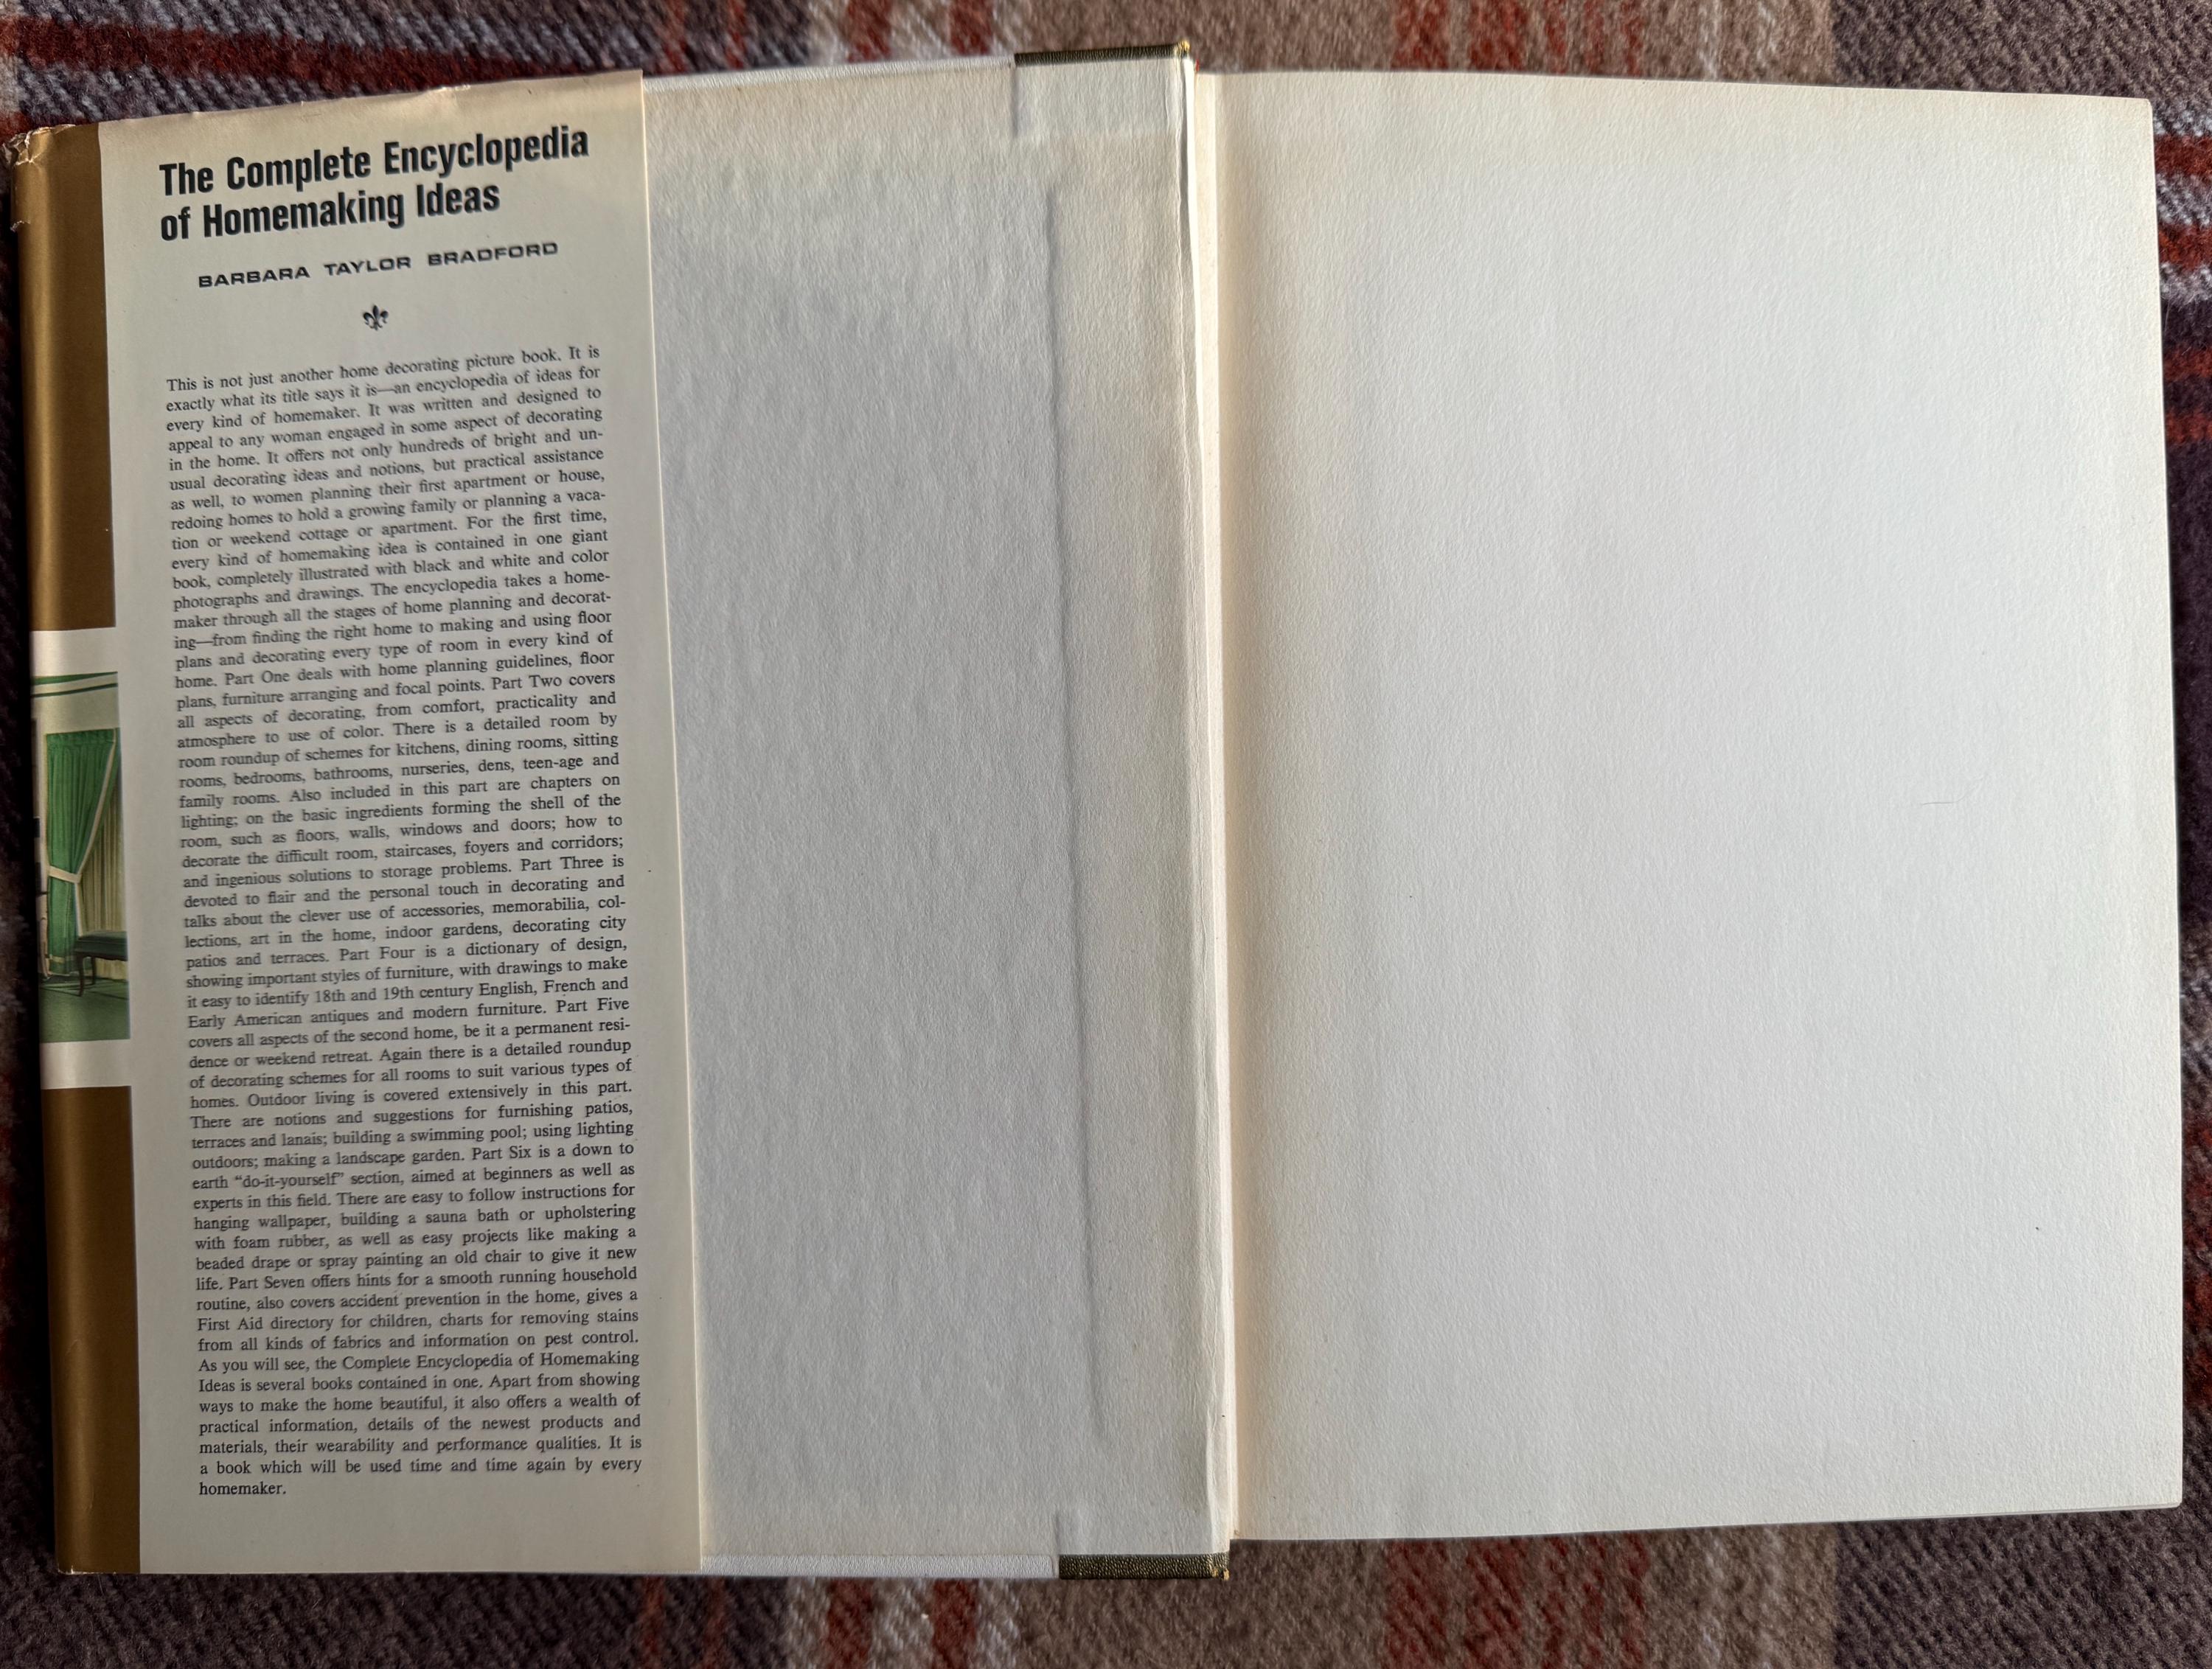 The Complete Encyclopedia
of Homemaking Ideas
BARBARA TAYLOR BRADFORD
This is not just another home decorating picture book. It is
exactly what its title says it is—an encyclopedia of ideas for
every kind of homemaker. It was written and designed to
appeal to any woman engaged in some aspect of decorating
in the home. It offers not only hundreds of bright and un-
usual decorating ideas and notions, but practical assistance
as well, to women planning their first apartment or house,
redoing homes to hold a growing family or planning a vaca-
tion or weekend cottage or apartment. For the first time,
every kind of homemaking idea is contained in one giant
book, completely illustrated with black and white and color
photographs and drawings. The encyclopedia takes a home-
maker through all the stages of home planning and decorat-
ing—from finding the right home to making and using floor
plans and decorating every type of room in every kind of
home. Part One deals with home planning guidelines, floor
plans, furniture arranging and focal points. Part Two covers
all aspects of decorating, from comfort, practicality and
atmosphere to use of color. There is a detailed room by
room roundup of schemes for kitchens, dining rooms, sitting
rooms, bedrooms, bathrooms, nurseries, dens, teen-age and
family rooms. Also included in this part are chapters on
lighting; on the basic ingredients forming the shell of the
room, such as floors, walls, windows and doors; how to
decorate the difficult room, staircases, foyers and corridors;
and ingenious solutions to storage problems. Part Three is
devoted to flair and the personal touch in decorating and
talks about the clever use of accessories, memorabilia, col-
lections, art in the home, indoor gardens, decorating city
patios and terraces. Part Four is a dictionary of design,
showing important styles of furniture, with drawings to make
it easy to identify 18th and 19th century English, French and
Early American antiques and modern furniture. Part Five
covers all aspects of the second home, be it a permanent resi-
dence or weekend retreat. Again there is a detailed roundup
of decorating schemes for all rooms to suit various types of
homes. Outdoor living is covered extensively in this part.
There are notions and suggestions for furnishing patios,
terraces and lanais; building a swimming pool; using lighting
outdoors; making a landscape garden. Part Six is a down to
earth "do-it-yourself" section, aimed at beginners as well as
experts in this field. There are easy to follow instructions for
hanging wallpaper, building a sauna bath or upholstering
with foam rubber, as well as easy projects like making a
beaded drape or spray painting an old chair to give it new
life. Part Seven offers hints for a smooth running household
routine, also covers accident prevention in the home, gives a
First Aid directory for children, charts for removing stains
from all kinds of fabrics and information on pest control.
As you will see, the Complete Encyclopedia of Homemaking
Ideas is several books contained in one. Apart from showing
ways to make the home beautiful, it also offers a wealth of
practical information, details of the newest products and
materials, their wearability and performance qualities. It is
a book which will be used time and time again by every
homemaker.